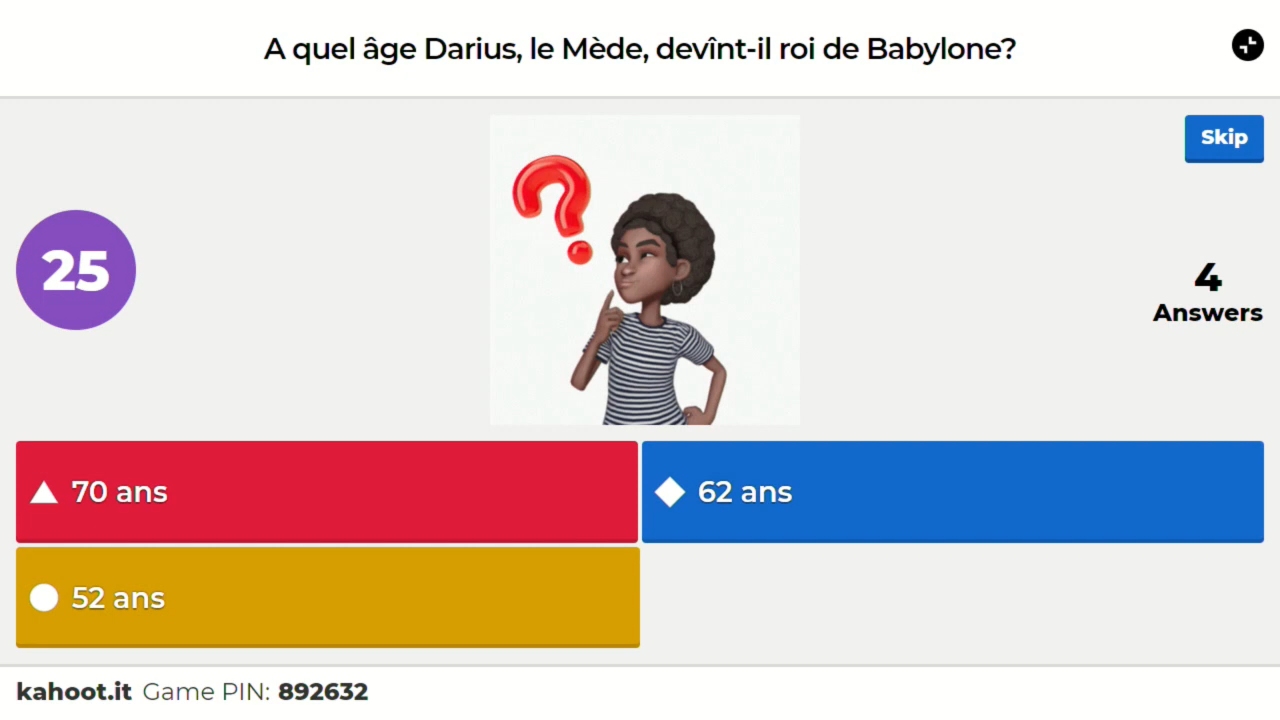 A quel âge Darius, le Mède, devînt-il roi de Babylone?
Skip
25
4
Answers
70 ans
62 ans
52 ans
kahoot.it Game PIN: 892632